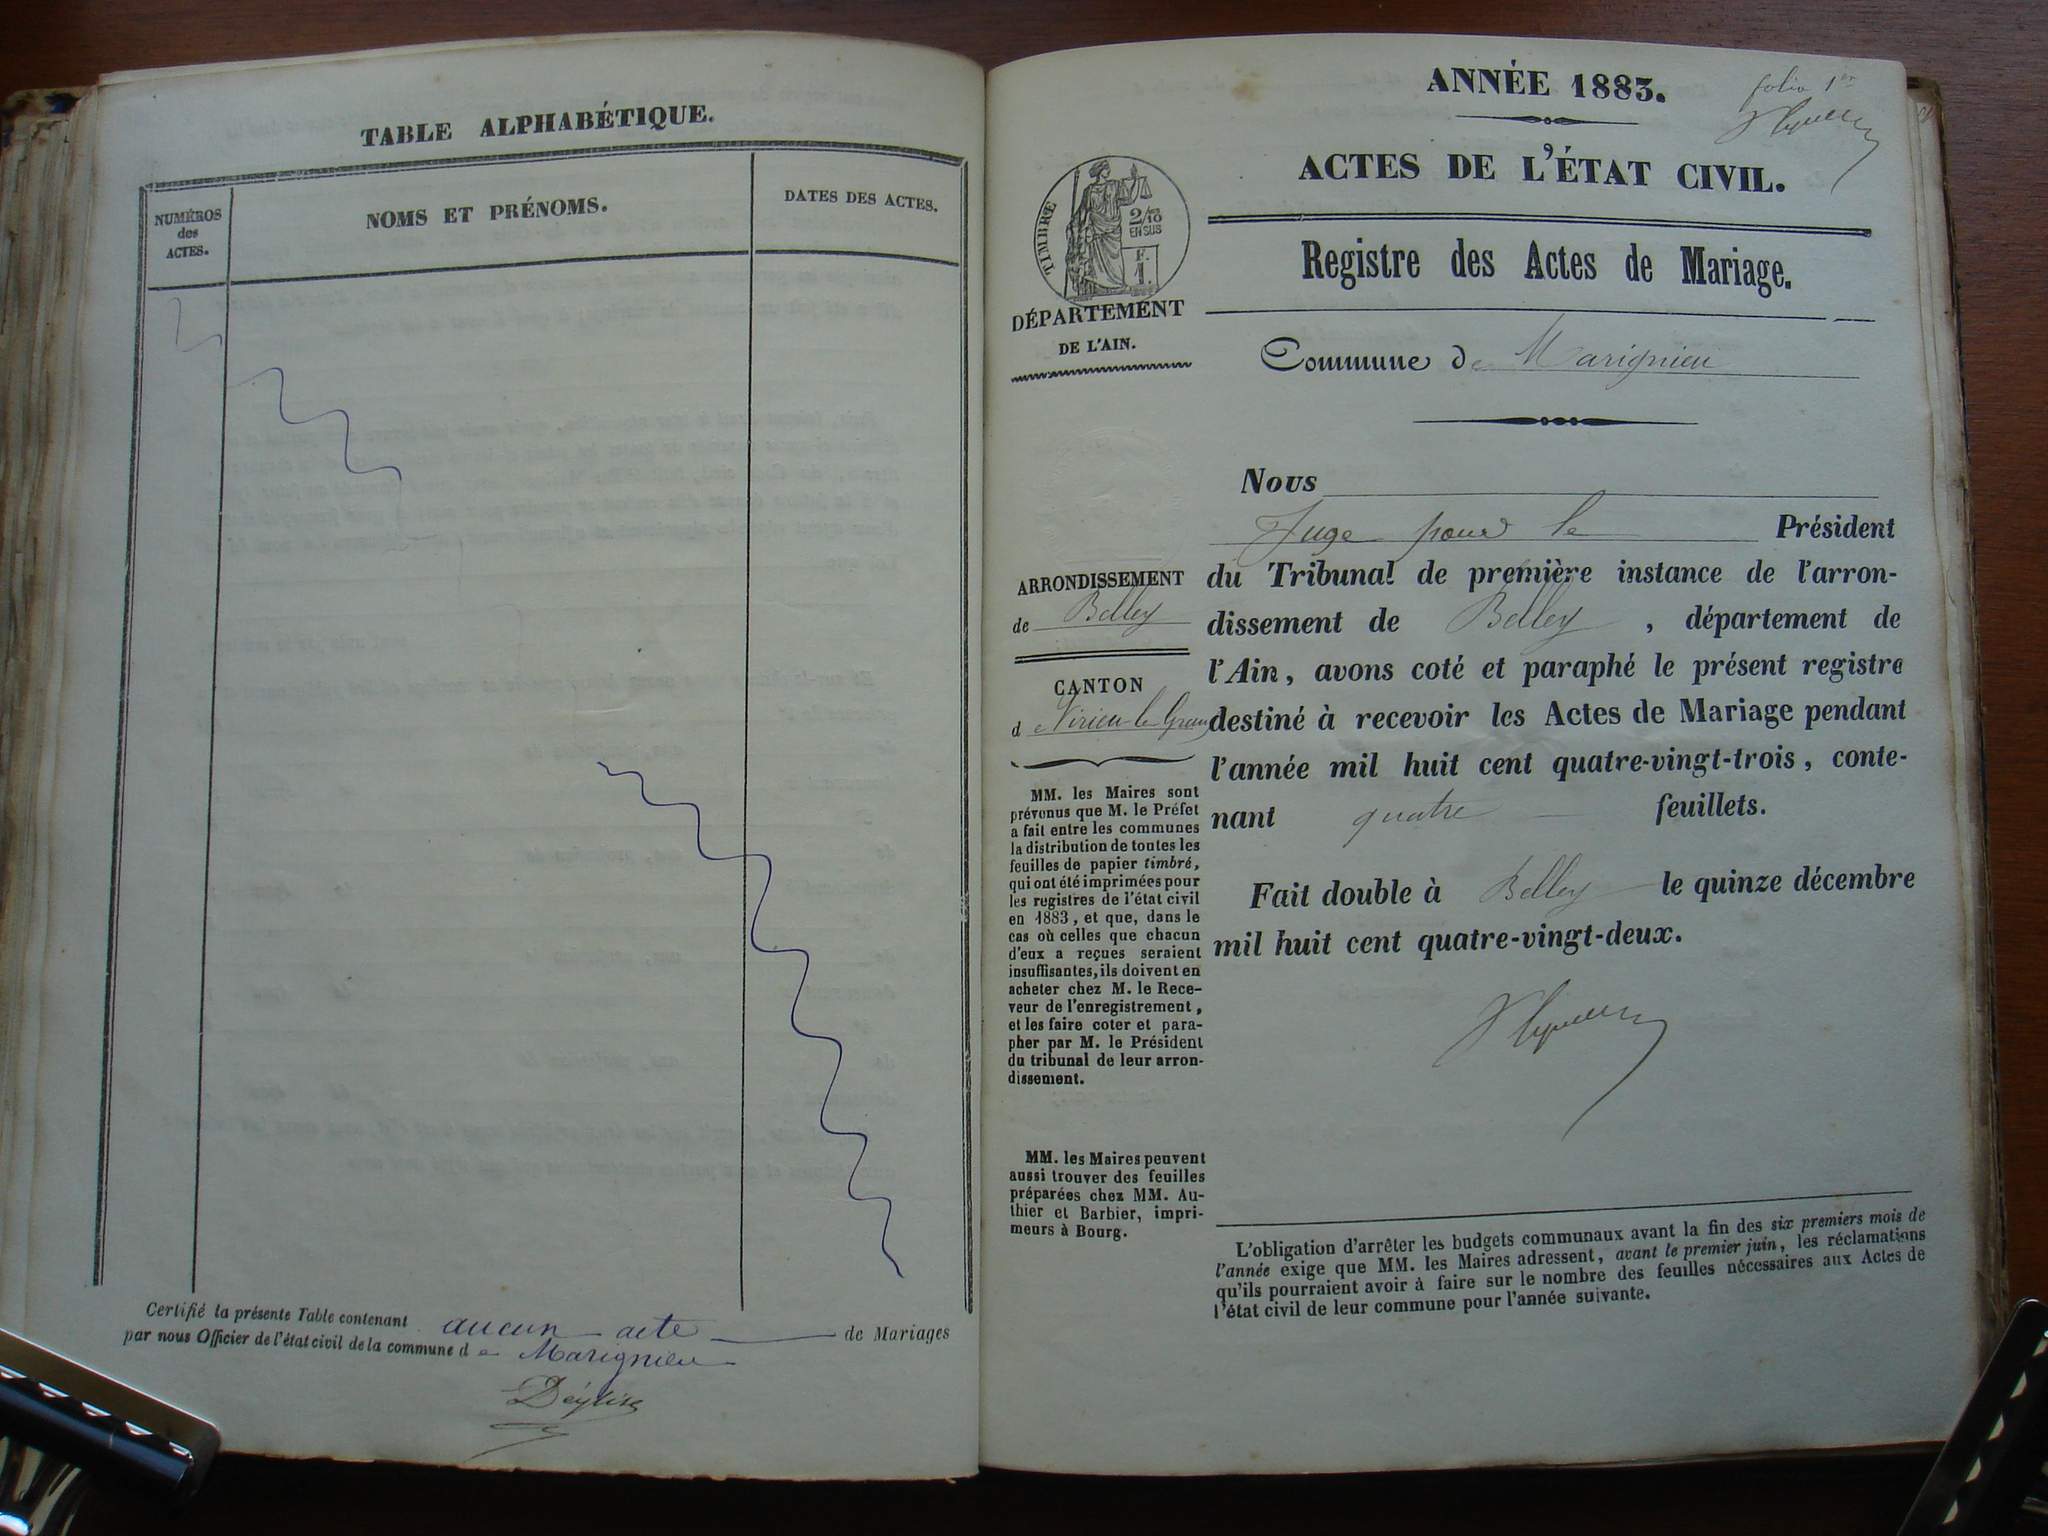 TABLE ALPHABÉTIQUE.
NUMÉROS
des
ACTES.
NOMS ET PRÉNOMS.
DATES DES ACTES.
Certifié la présente Table contenant aucun acte de Mariages
par nous Officier de l'état civil de la commune de Marignieu
ANNÉE 1883.
folio 1er
ACTES DE L'ÉTAT CIVIL.
TIMBRE
2/10
EN SUS
F.
1.
Registre des Actes de Mariage.
DÉPARTEMENT
DE L'AIN.
Commune de Marignieu
ARRONDISSEMENT
de Belley
CANTON
de Virieu-le-Grand
MM. les Maires sont
prévenus que M. le Préfet
a fait entre les communes
la distribution de toutes les
feuilles de papier timbré,
qui ont été imprimées pour
les registres de l'état civil
en 1883, et que, dans le
cas où celles que chacun
d'eux a reçues seraient
insuffisantes, ils doivent en
acheter chez M. le Rece-
veur de l'enregistrement,
et les faire coter et para-
pher par M. le Président
du tribunal de leur arron-
dissement.
MM. les Maires peuvent
aussi trouver des feuilles
préparées chez MM. Au-
thier et Barbier, impri-
meurs à Bourg.
Nous
Juge pour le Président
du Tribunal de première instance de l'arron-
dissement de Belley, département de
l'Ain, avons coté et paraphé le présent registre
destiné à recevoir les Actes de Mariage pendant
l'année mil huit cent quatre-vingt-trois, conte-
nant quatre feuillets.
Fait double à Belley le quinze décembre
mil huit cent quatre-vingt-deux.
L'obligation d'arrêter les budgets communaux avant la fin des six premiers mois de
l'année exige que MM. les Maires adressent, avant le premier juin, les réclamations
qu'ils pourraient avoir à faire sur le nombre des feuilles nécessaires aux Actes de
l'état civil de leur commune pour l'année suivante.